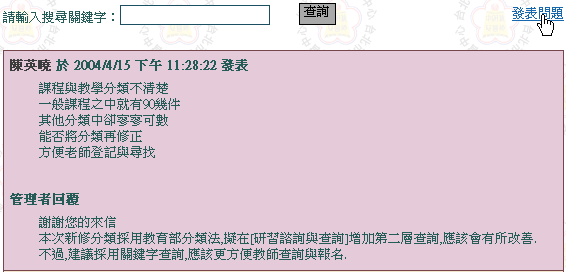 請輸入搜尋關鍵字： 查詢 發表問題
陳英曉 於 2004/4/15 下午 11:28:22 發表
課程與教學分類不清楚
一般課程之中就有90幾件
其他分類中卻寥寥可數
能否將分類再修正
方便老師登記與尋找
管理者回覆
謝謝您的來信
本次新修分類採用教育部分類法,擬在[研習諮詢與查詢]增加第二層查詢,應該會有所改善.
不過,建議採用關鍵字查詢,應該更方便教師查詢與報名.